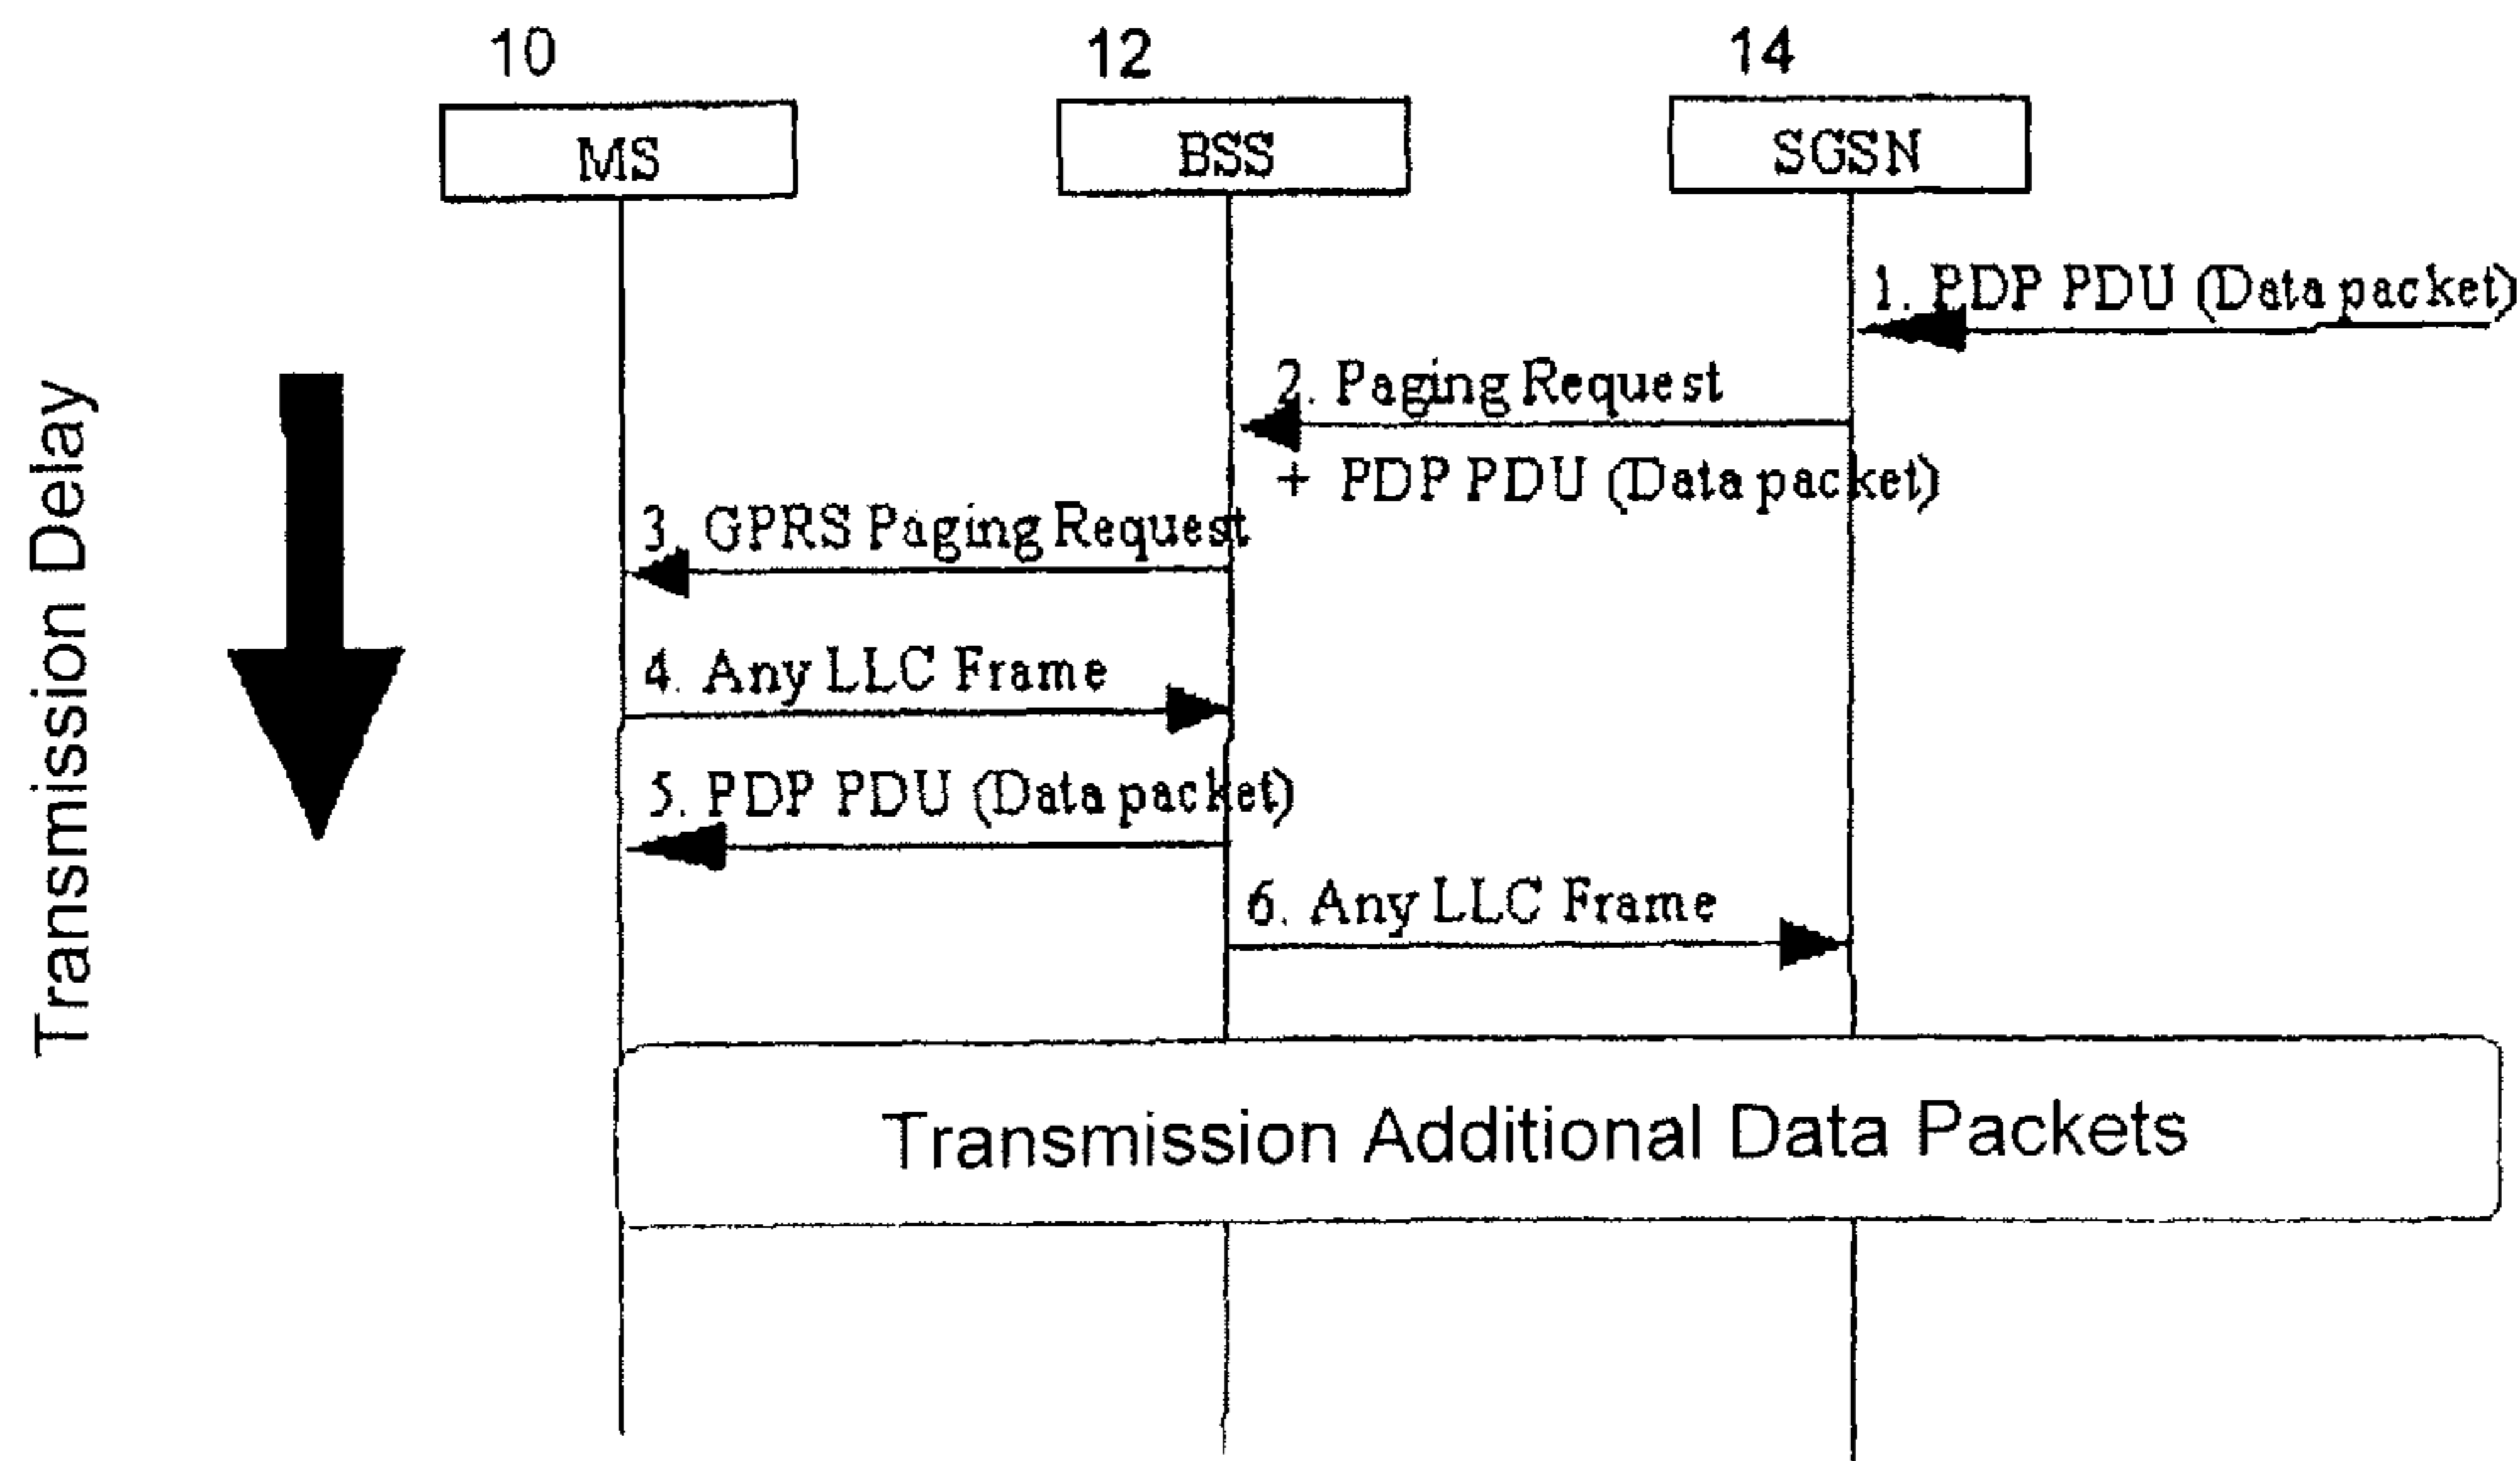 10
12
14
MS
BSS
SGSN
1. PDP PDU (Data packet)
2. Paging Request
+ PDP PDU (Data packet)
3. GPRS Paging Request
4. Any LLC Frame
5. PDP PDU (Data packet)
6. Any LLC Frame
Transmission Delay
Transmission Additional Data Packets